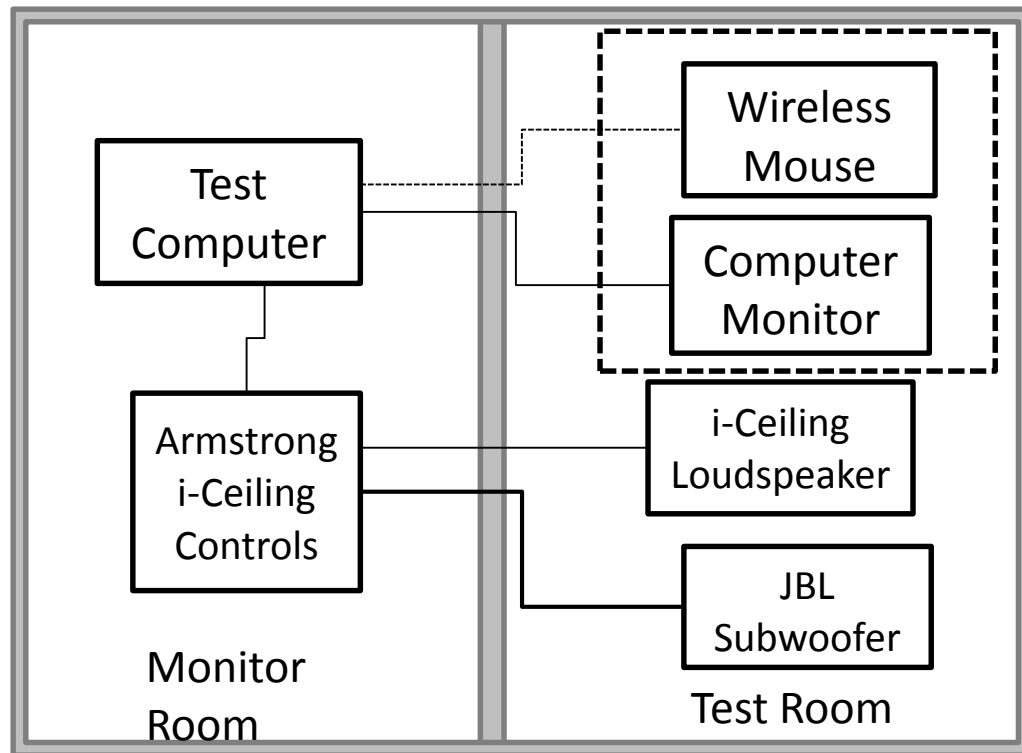 Test
Computer
Armstrong
i-Ceiling
Controls
Monitor
Room
Wireless
Mouse
Computer
Monitor
i-Ceiling
Loudspeaker
JBL
Subwoofer
Test Room